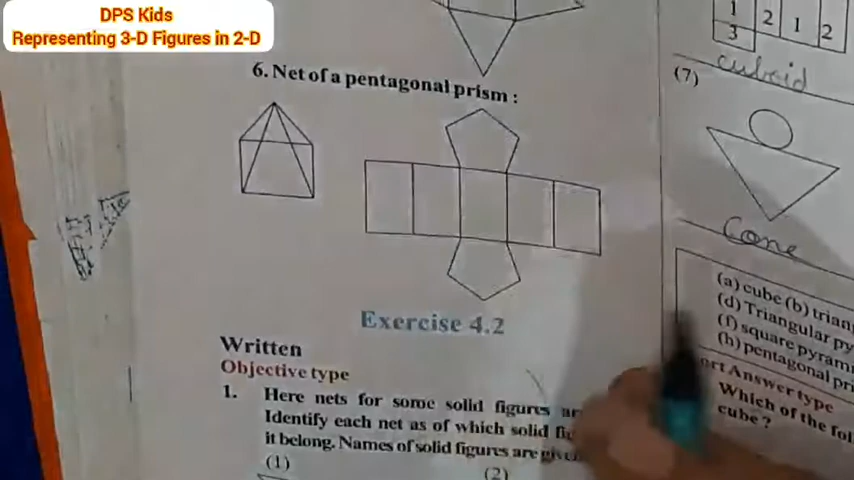 DPS Kids
Representing 3-D Figures in 2-D
6. Net of a pentagonal prism :
Exercise 4.2
Written
Objective type
1. Here nets for some solid figures
Identify each net as of which solid
it belong. Names of solid figures are
(1)
(2)
1
3
2
1
2
cuboid
(7)
Cone
(a) cube (b)
(d) Triangular
(f) square
(h) pentagonal
Answer type
Which of the
cube ?